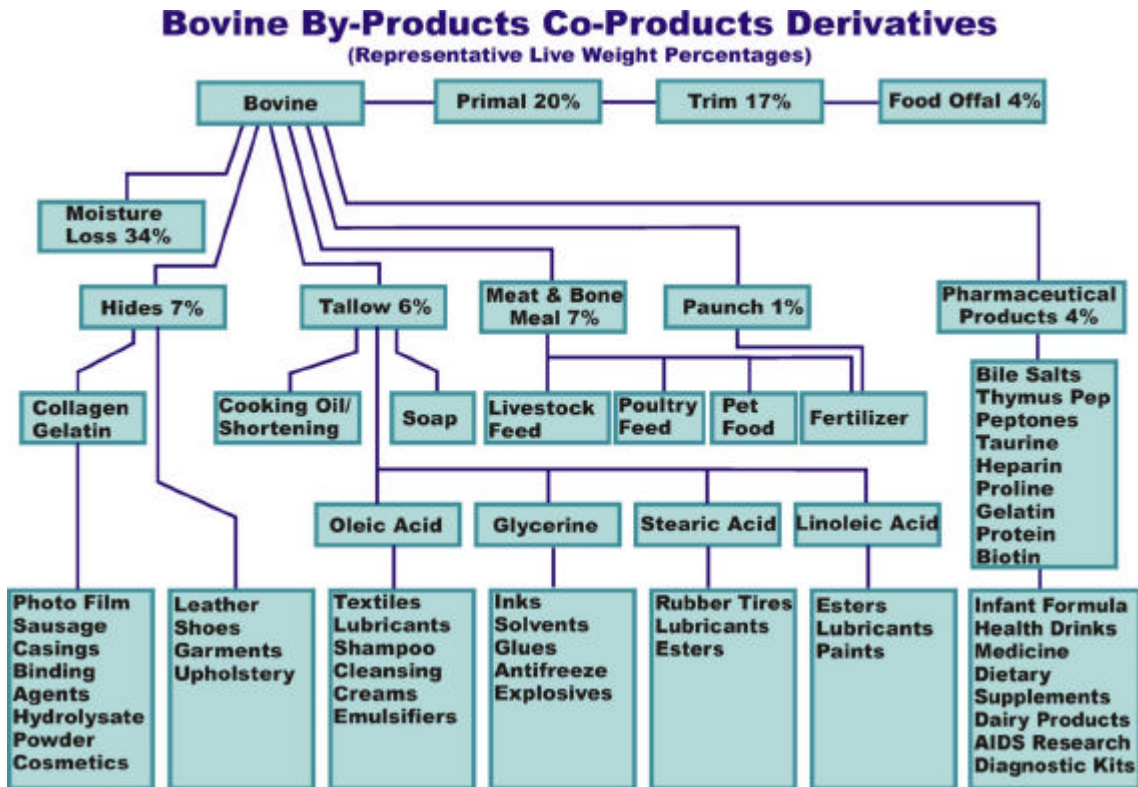 Bovine By-Products Co-Products Derivatives
(Representative Live Weight Percentages)
Bovine
Primal 20%
Trim 17%
Food Offal 4%
Moisture
Loss 34%
Hides 7%
Tallow 6%
Meat & Bone
Meal 7%
Paunch 1%
Pharmaceutical
Products 4%
Collagen
Gelatin
Cooking Oil/
Shortening
Soap
Livestock
Feed
Poultry
Feed
Pet
Food
Fertilizer
Bile Salts
Thymus Pep
Peptones
Taurine
Heparin
Proline
Gelatin
Protein
Biotin
Oleic Acid
Glycerine
Stearic Acid
Linoleic Acid
Photo Film
Sausage
Casings
Binding
Agents
Hydrolysate
Powder
Cosmetics
Leather
Shoes
Garments
Upholstery
Textiles
Lubricants
Shampoo
Cleansing
Creams
Emulsifiers
Inks
Solvents
Glues
Antifreeze
Explosives
Rubber Tires
Lubricants
Esters
Esters
Lubricants
Paints
Infant Formula
Health Drinks
Medicine
Dietary
Supplements
Dairy Products
AIDS Research
Diagnostic Kits